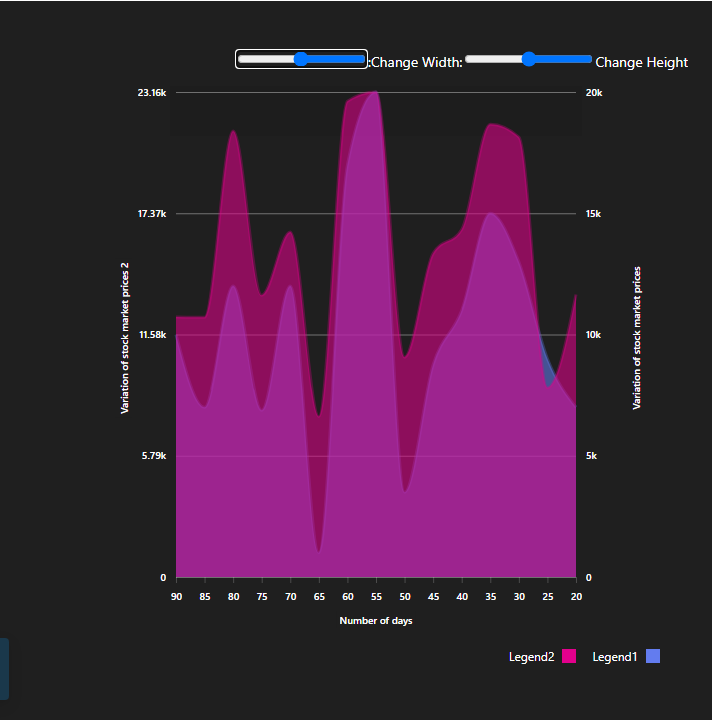 :Change Width: Change Height
23.16k 20k
17.37k 15k
11.58k 10k
5.79k 5k
0 0
Variation of stock market prices 2
Variation of stock market prices
90 85 80 75 70 65 60 55 50 45 40 35 30 25 20
Number of days
Legend2 Legend1